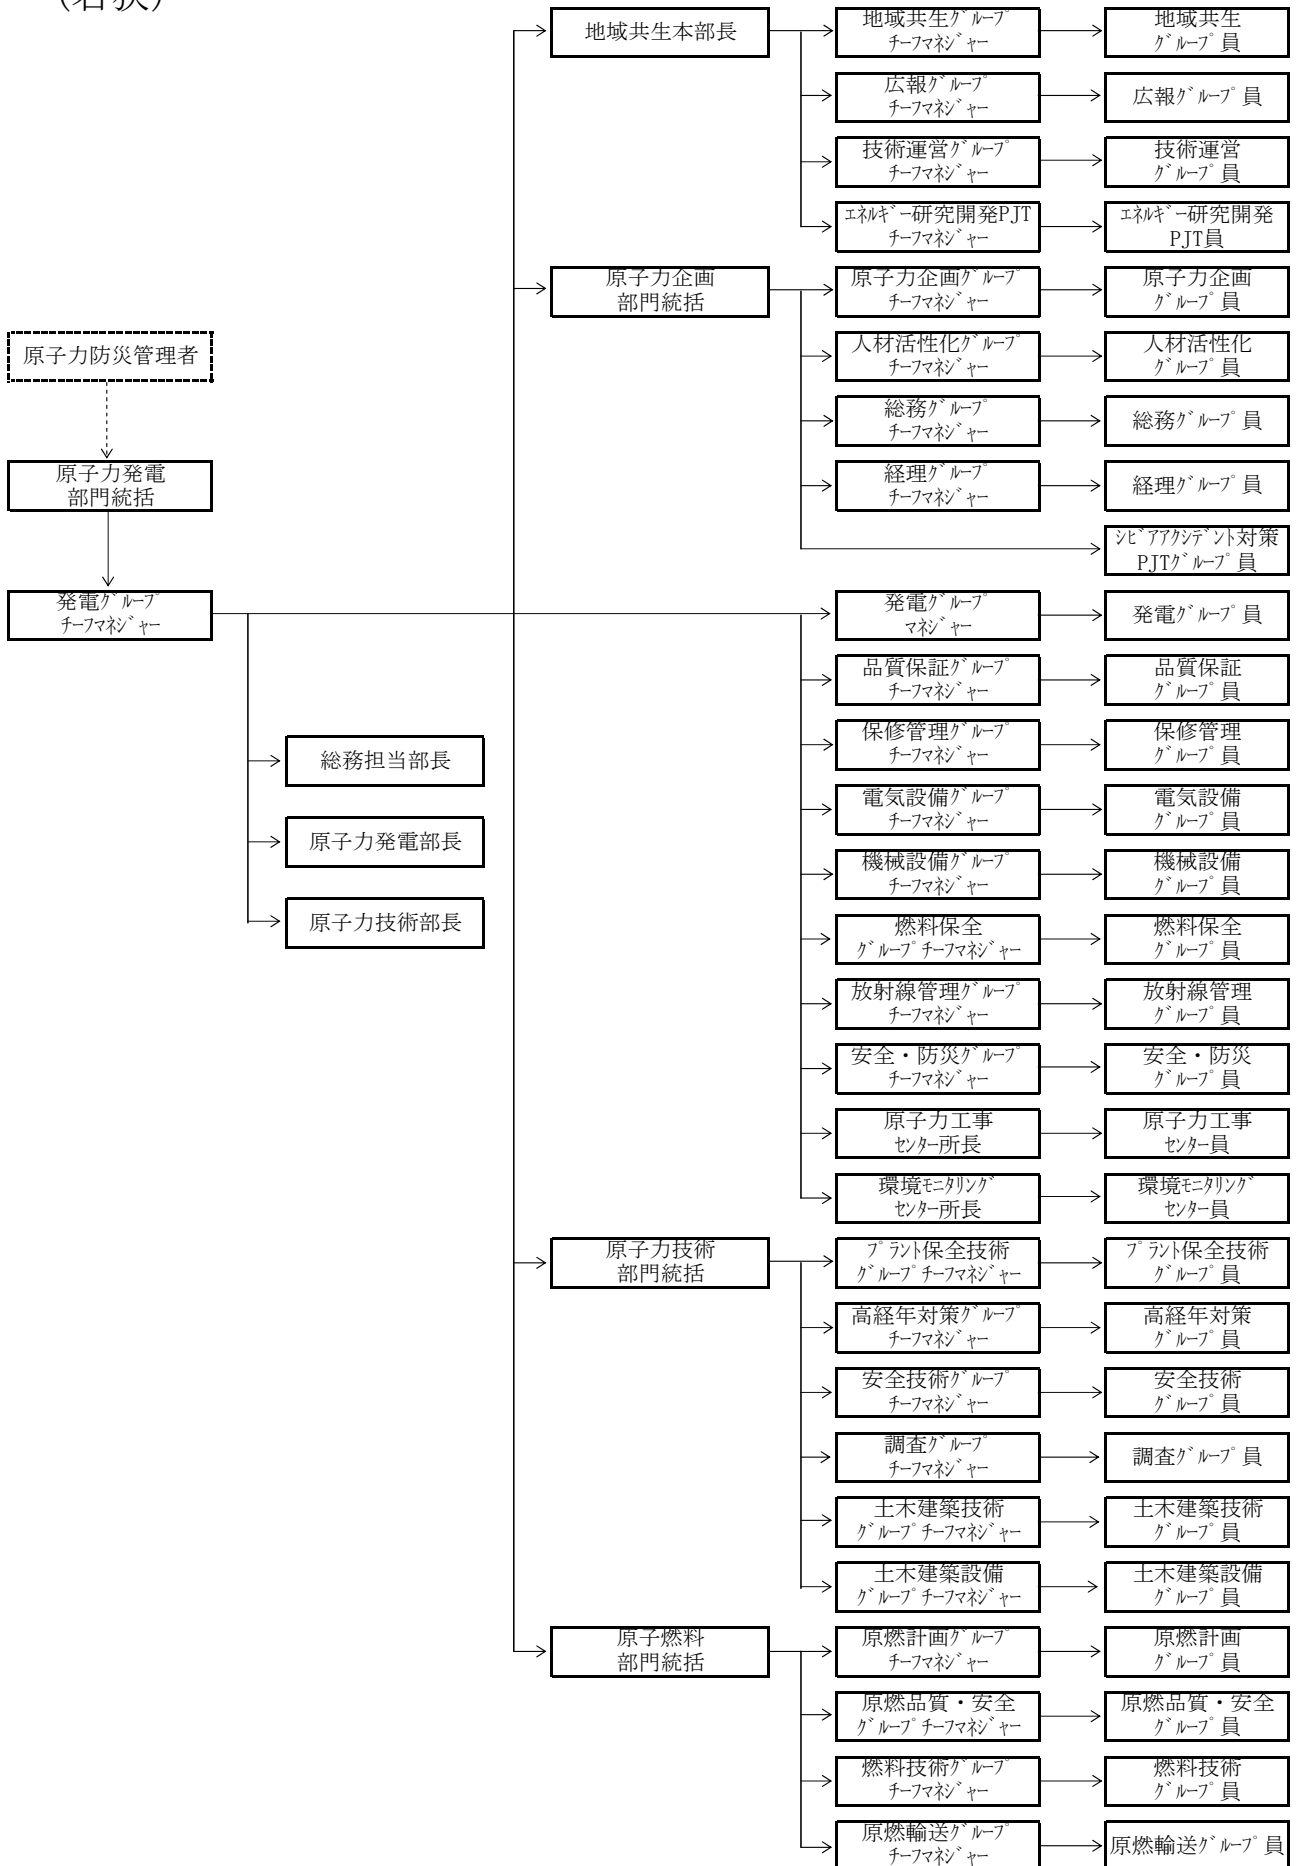 (若狭)
地域共生本部長
地域共生ｸﾞﾙｰﾌﾟ
ﾁｰﾌﾏﾈｼﾞｬｰ
地域共生
ｸﾞﾙｰﾌﾟ員
広報ｸﾞﾙｰﾌﾟ
ﾁｰﾌﾏﾈｼﾞｬｰ
広報ｸﾞﾙｰﾌﾟ員
技術運営ｸﾞﾙｰﾌﾟ
ﾁｰﾌﾏﾈｼﾞｬｰ
技術運営
ｸﾞﾙｰﾌﾟ員
ｴﾈﾙｷﾞｰ研究開発PJT
ﾁｰﾌﾏﾈｼﾞｬｰ
ｴﾈﾙｷﾞｰ研究開発
PJT員
原子力企画
部門統括
原子力企画ｸﾞﾙｰﾌﾟ
ﾁｰﾌﾏﾈｼﾞｬｰ
原子力企画
ｸﾞﾙｰﾌﾟ員
原子力防災管理者
人材活性化ｸﾞﾙｰﾌﾟ
ﾁｰﾌﾏﾈｼﾞｬｰ
人材活性化
ｸﾞﾙｰﾌﾟ員
総務ｸﾞﾙｰﾌﾟ
ﾁｰﾌﾏﾈｼﾞｬｰ
総務ｸﾞﾙｰﾌﾟ員
原子力発電
部門統括
経理ｸﾞﾙｰﾌﾟ
ﾁｰﾌﾏﾈｼﾞｬｰ
経理ｸﾞﾙｰﾌﾟ員
ｼﾋﾞｱｱｸｼﾃﾞﾝﾄ対策
PJTｸﾞﾙｰﾌﾟ員
発電ｸﾞﾙｰﾌﾟ
ﾁｰﾌﾏﾈｼﾞｬｰ
発電ｸﾞﾙｰﾌﾟ
ﾏﾈｼﾞｬｰ
発電ｸﾞﾙｰﾌﾟ員
品質保証ｸﾞﾙｰﾌﾟ
ﾁｰﾌﾏﾈｼﾞｬｰ
品質保証
ｸﾞﾙｰﾌﾟ員
総務担当部長
保修管理ｸﾞﾙｰﾌﾟ
ﾁｰﾌﾏﾈｼﾞｬｰ
保修管理
ｸﾞﾙｰﾌﾟ員
電気設備ｸﾞﾙｰﾌﾟ
ﾁｰﾌﾏﾈｼﾞｬｰ
電気設備
ｸﾞﾙｰﾌﾟ員
原子力発電部長
機械設備ｸﾞﾙｰﾌﾟ
ﾁｰﾌﾏﾈｼﾞｬｰ
機械設備
ｸﾞﾙｰﾌﾟ員
原子力技術部長
燃料保全
ｸﾞﾙｰﾌﾟﾁｰﾌﾏﾈｼﾞｬｰ
燃料保全
ｸﾞﾙｰﾌﾟ員
放射線管理ｸﾞﾙｰﾌﾟ
ﾁｰﾌﾏﾈｼﾞｬｰ
放射線管理
ｸﾞﾙｰﾌﾟ員
安全・防災ｸﾞﾙｰﾌﾟ
ﾁｰﾌﾏﾈｼﾞｬｰ
安全・防災
ｸﾞﾙｰﾌﾟ員
原子力工事
ｾﾝﾀｰ所長
原子力工事
ｾﾝﾀｰ員
環境ﾓﾆﾀﾘﾝｸﾞ
ｾﾝﾀｰ所長
環境ﾓﾆﾀﾘﾝｸﾞ
ｾﾝﾀｰ員
原子力技術
部門統括
ﾌﾟﾗﾝﾄ保全技術
ｸﾞﾙｰﾌﾟﾁｰﾌﾏﾈｼﾞｬｰ
ﾌﾟﾗﾝﾄ保全技術
ｸﾞﾙｰﾌﾟ員
高経年対策ｸﾞﾙｰﾌﾟ
ﾁｰﾌﾏﾈｼﾞｬｰ
高経年対策
ｸﾞﾙｰﾌﾟ員
安全技術ｸﾞﾙｰﾌﾟ
ﾁｰﾌﾏﾈｼﾞｬｰ
安全技術
ｸﾞﾙｰﾌﾟ員
調査ｸﾞﾙｰﾌﾟ
ﾁｰﾌﾏﾈｼﾞｬｰ
調査ｸﾞﾙｰﾌﾟ員
土木建築技術
ｸﾞﾙｰﾌﾟﾁｰﾌﾏﾈｼﾞｬｰ
土木建築技術
ｸﾞﾙｰﾌﾟ員
土木建築設備
ｸﾞﾙｰﾌﾟﾁｰﾌﾏﾈｼﾞｬｰ
土木建築設備
ｸﾞﾙｰﾌﾟ員
原子燃料
部門統括
原燃計画ｸﾞﾙｰﾌﾟ
ﾁｰﾌﾏﾈｼﾞｬｰ
原燃計画
ｸﾞﾙｰﾌﾟ員
原燃品質・安全
ｸﾞﾙｰﾌﾟﾁｰﾌﾏﾈｼﾞｬｰ
原燃品質・安全
ｸﾞﾙｰﾌﾟ員
燃料技術ｸﾞﾙｰﾌﾟ
ﾁｰﾌﾏﾈｼﾞｬｰ
燃料技術
ｸﾞﾙｰﾌﾟ員
原燃輸送ｸﾞﾙｰﾌﾟ
ﾁｰﾌﾏﾈｼﾞｬｰ
原燃輸送ｸﾞﾙｰﾌﾟ員